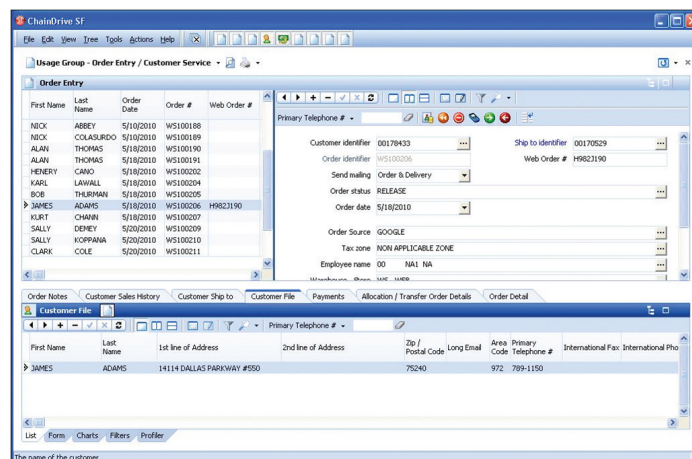 ChainDrive SF
File Edit View Tree Tools Actions Help
Usage Group - Order Entry / Customer Service
Order Entry
First Name Last Name Order Date Order # Web Order #
NICK ABBEY 5/10/2010 WS100188
NICK COLASURDO 5/10/2010 WS100189
ALAN THOMAS 5/18/2010 WS100190
ALAN THOMAS 5/18/2010 WS100191
HENERY CANO 5/18/2010 WS100202
KARL LAWALL 5/18/2010 WS100204
BOB THURMAN 5/18/2010 WS100205
JAMES ADAMS 5/18/2010 WS100206 H982J190
KURT CHANN 5/18/2010 WS100207
SALLY DEMEY 5/20/2010 WS100209
SALLY KOPPANA 5/20/2010 WS100210
CLARK COLE 5/20/2010 WS100211
Primary Telephone #
Customer identifier 00178433 Ship to identifier 00170529
Order identifier WS100206 Web Order # H982J190
Send mailing Order & Delivery
Order status RELEASE
Order date 5/18/2010
Order Source GOOGLE
Tax zone NON APPLICABLE ZONE
Employee name 00 NA1 NA
Warehouse - Store WS WEB
Order Notes Customer Sales History Customer Ship to Customer File Payments Allocation / Transfer Order Details Order Detail
Customer File
Primary Telephone #
First Name Last Name 1st line of Address 2nd line of Address Zip / Postal Code Long Email Area Code Primary Telephone # International Fax International Pho
JAMES ADAMS 14114 DALLAS PARKWAY #550 75240 972 789-1150
List Form Charts Filters Profiler
The name of the customer